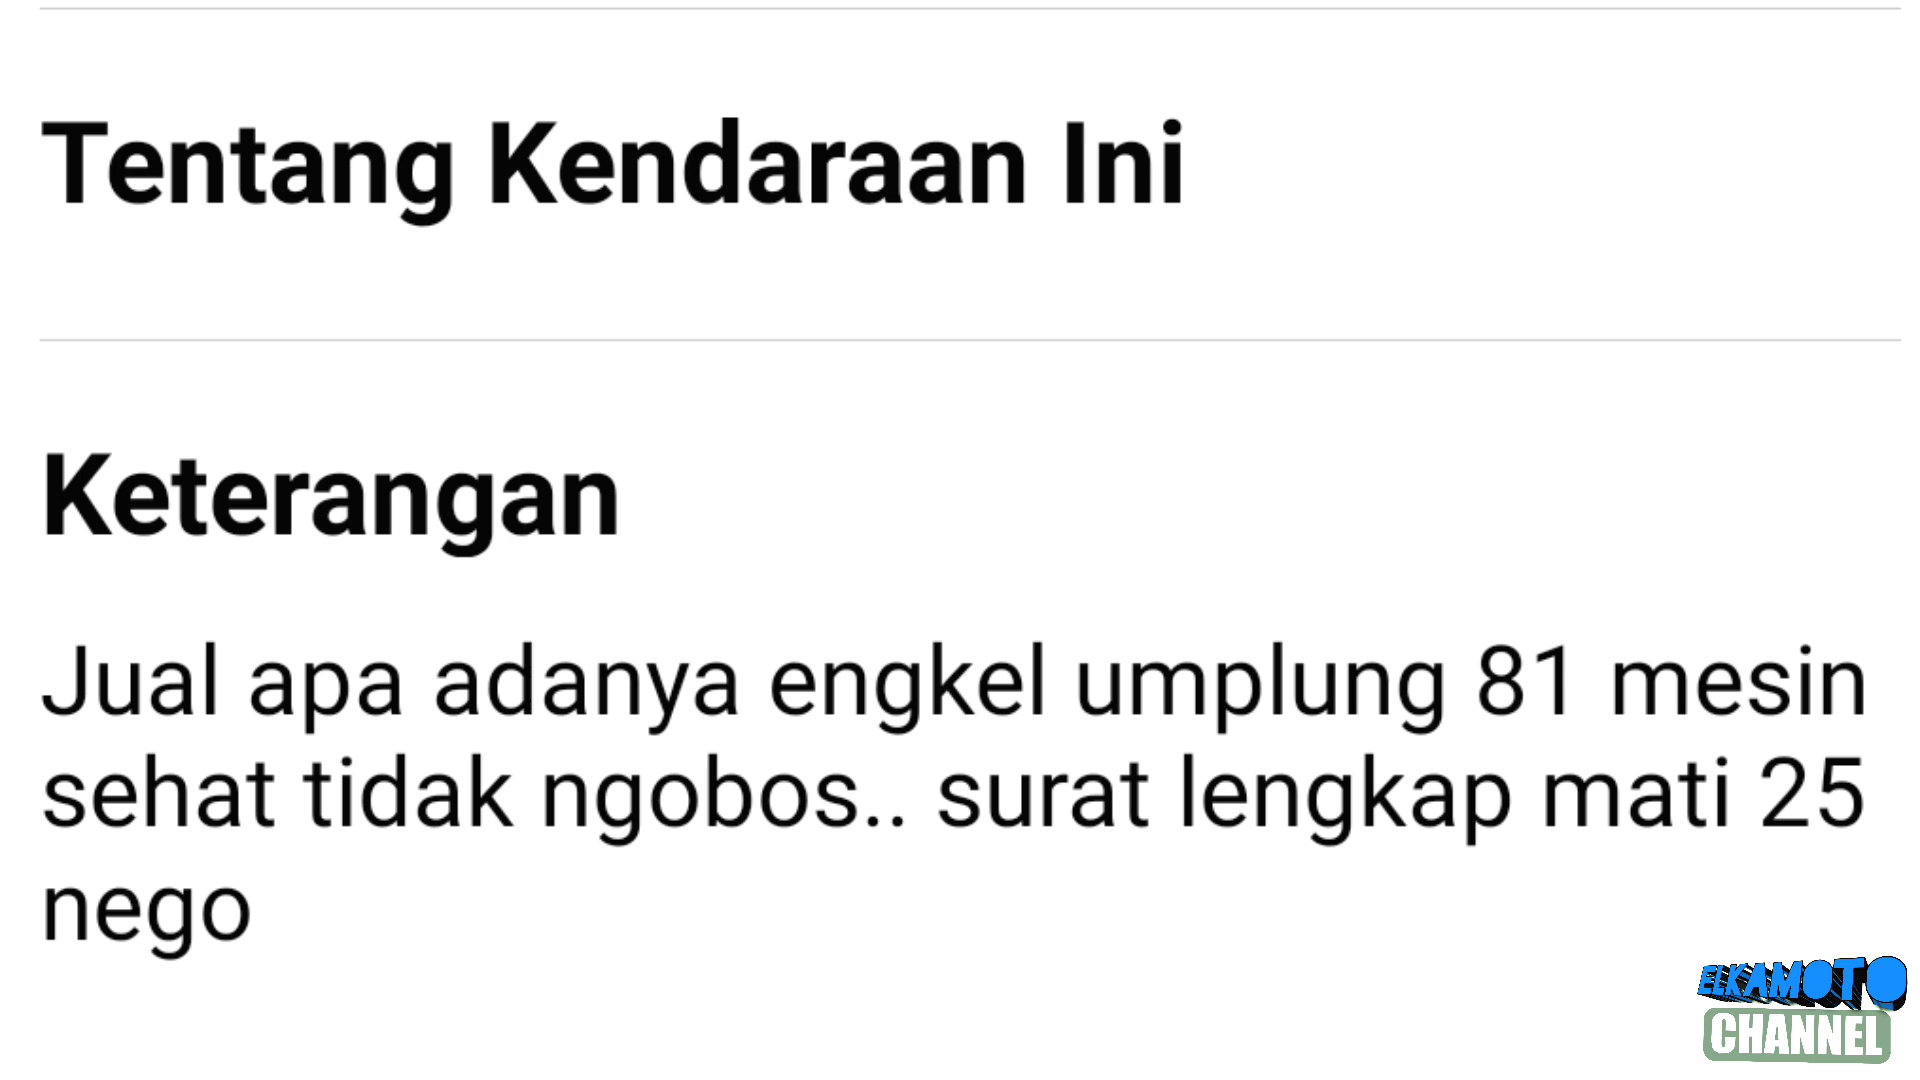 Tentang Kendaraan Ini
Keterangan
Jual apa adanya engkel umplung 81 mesin
sehat tidak ngobos.. surat lengkap mati 25
nego
ELKAMOTO
CHANNEL